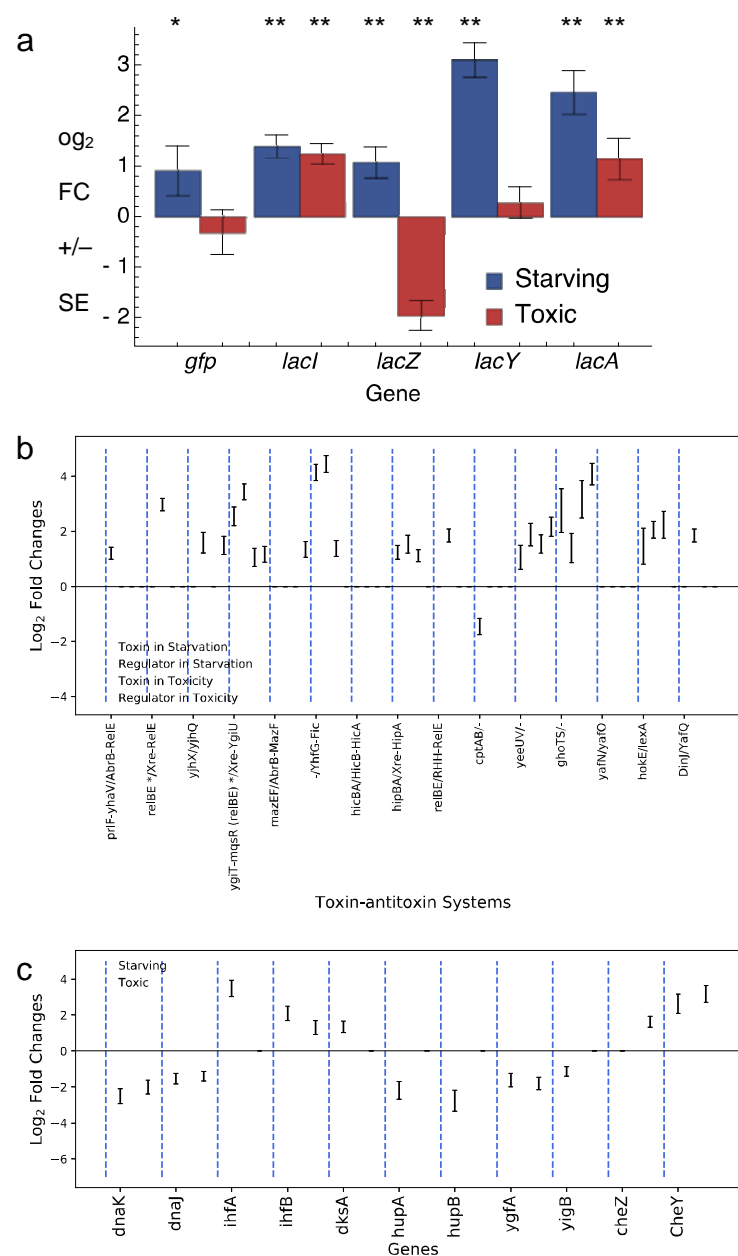 a
* ** ** ** ** ** ** **
3
2
1
0
- 1
- 2
og2
FC
+/–
SE
Starving
Toxic
gfp lacI lacZ lacY lacA
Gene
b
4
2
0
−2
−4
Log2 Fold Changes
Toxin in Starvation
Regulator in Starvation
Toxin in Toxicity
Regulator in Toxicity
prlF-yhaV/AbrB-RelE
relBE */Xre-RelE
yjhX/yjhQ
ygiT-mqsR (relBE) */Xre-YgiU
mazEF/AbrB-MazF
-/YhfG-Fic
hicBA/HicB-HicA
hipBA/Xre-HipA
relBE/RHH-RelE
cptAB/-
yeeUV/-
ghoTS/-
yafN/yafO
hokE/lexA
DinJ/YafQ
Toxin-antitoxin Systems
c
4
2
0
−2
−4
−6
Log2 Fold Changes
Starving
Toxic
dnaK
dnaJ
ihfA
ihfB
dksA
hupA
hupB
ygfA
yigB
cheZ
CheY
Genes